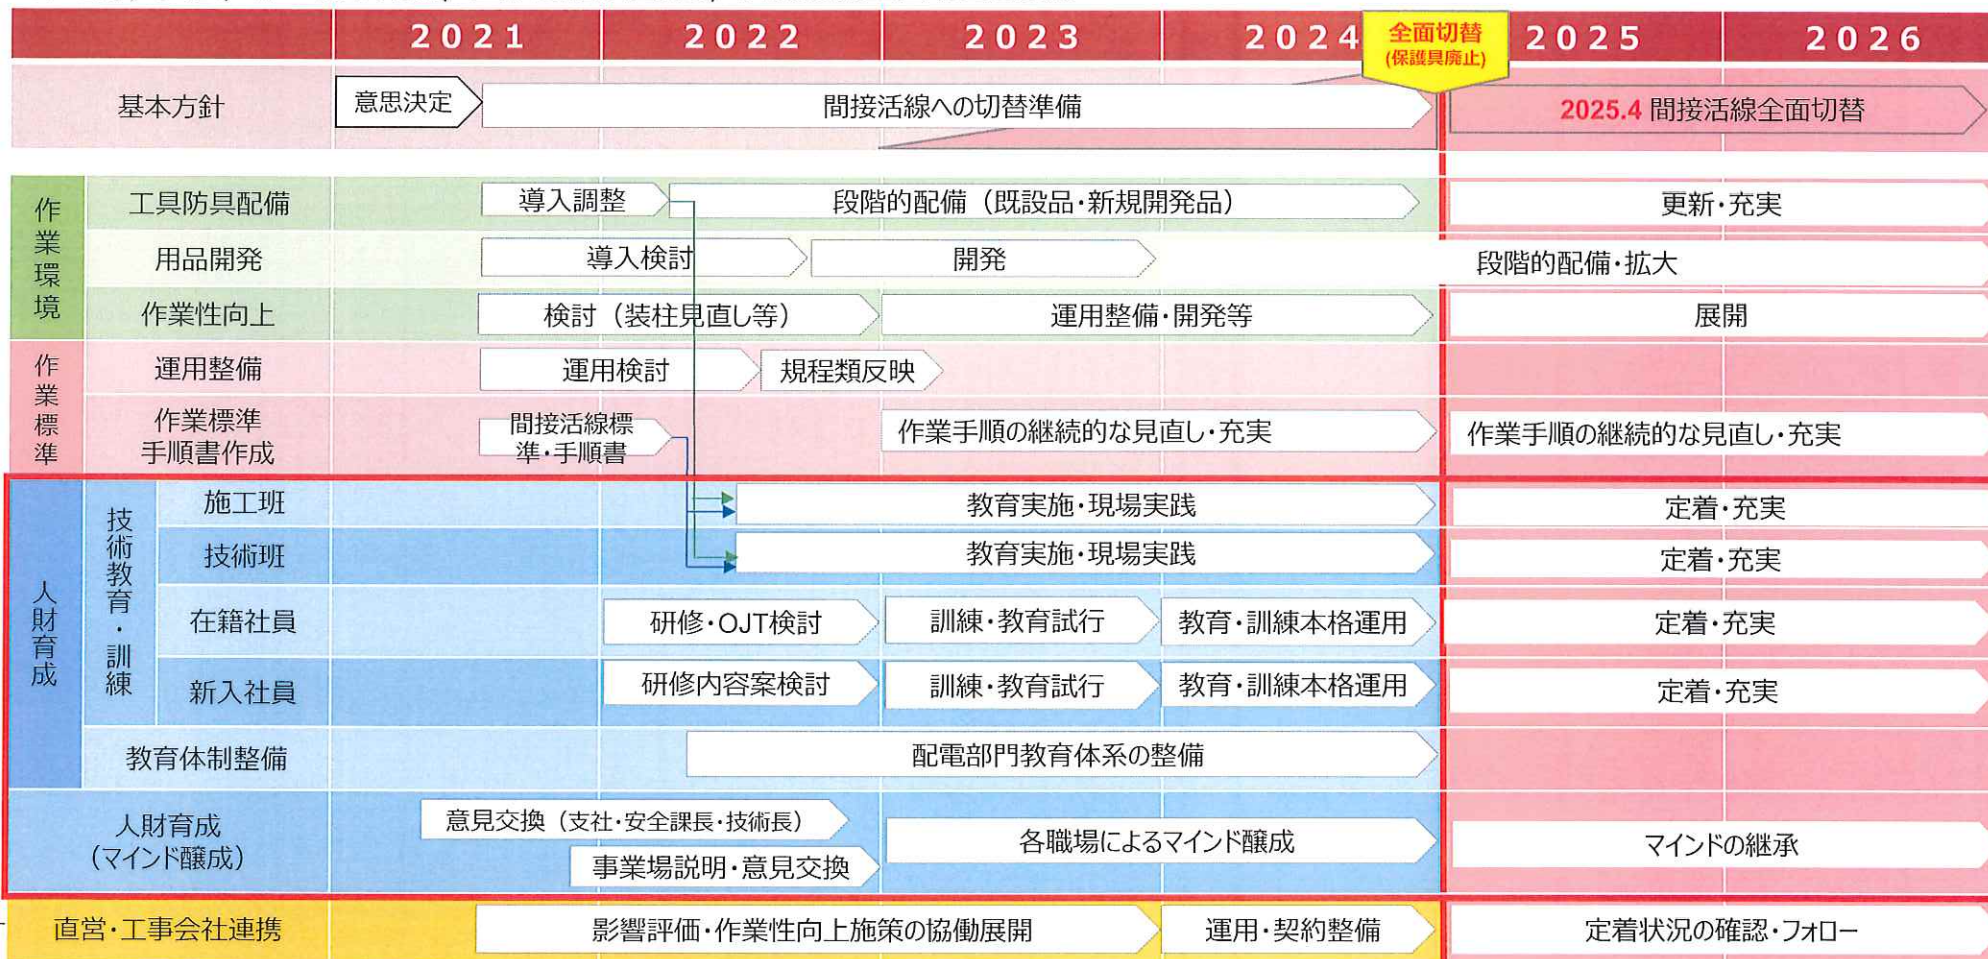 2021 2022 2023 2024 全面切替 2025 2026
(保護具廃止)
基本方針 意思決定 間接活線への切替準備 2025.4 間接活線全面切替
作業環境
工具防具配備 導入調整 段階的配備（既設品・新規開発品） 更新・充実
用品開発 導入検討 開発 段階的配備・拡大
作業性向上 検討（装柱見直し等） 運用整備・開発等 展開
作業標準
運用整備 運用検討 規程類反映
作業標準
手順書作成
間接活線標
準・手順書
作業手順の継続的な見直し・充実 作業手順の継続的な見直し・充実
人財育成
技術教育・訓練
施工班 教育実施・現場実践 定着・充実
技術班 教育実施・現場実践 定着・充実
在籍社員 研修・OJT検討 訓練・教育試行 教育・訓練本格運用 定着・充実
新入社員 研修内容案検討 訓練・教育試行 教育・訓練本格運用 定着・充実
教育体制整備 配電部門教育体系の整備
人財育成
(マインド醸成)
意見交換（支社・安全課長・技術長）
事業場説明・意見交換
各職場によるマインド醸成 マインドの継承
直営・工事会社連携 影響評価・作業性向上施策の協働展開 運用・契約整備 定着状況の確認・フォロー